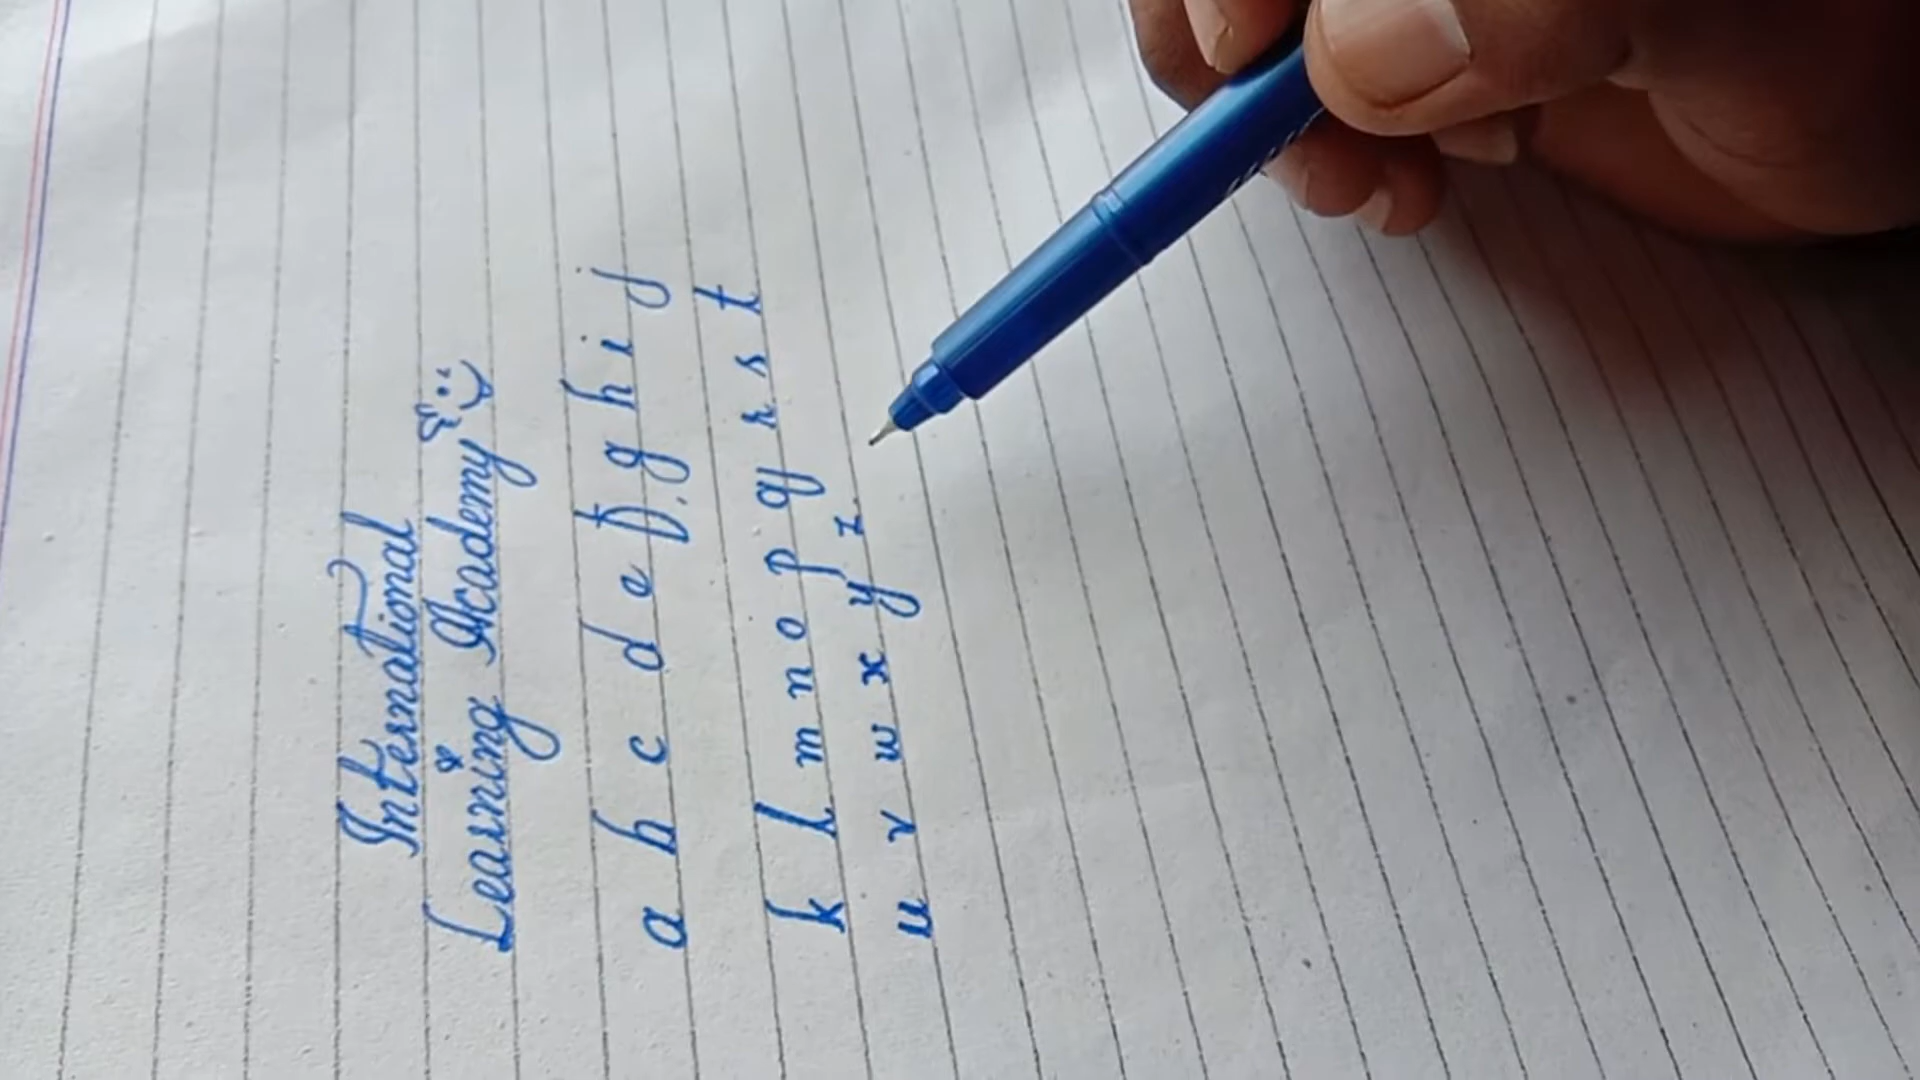 International
Learning Academy
a b c d e f g h i j
k l m n o p q r s t
u v w x y z